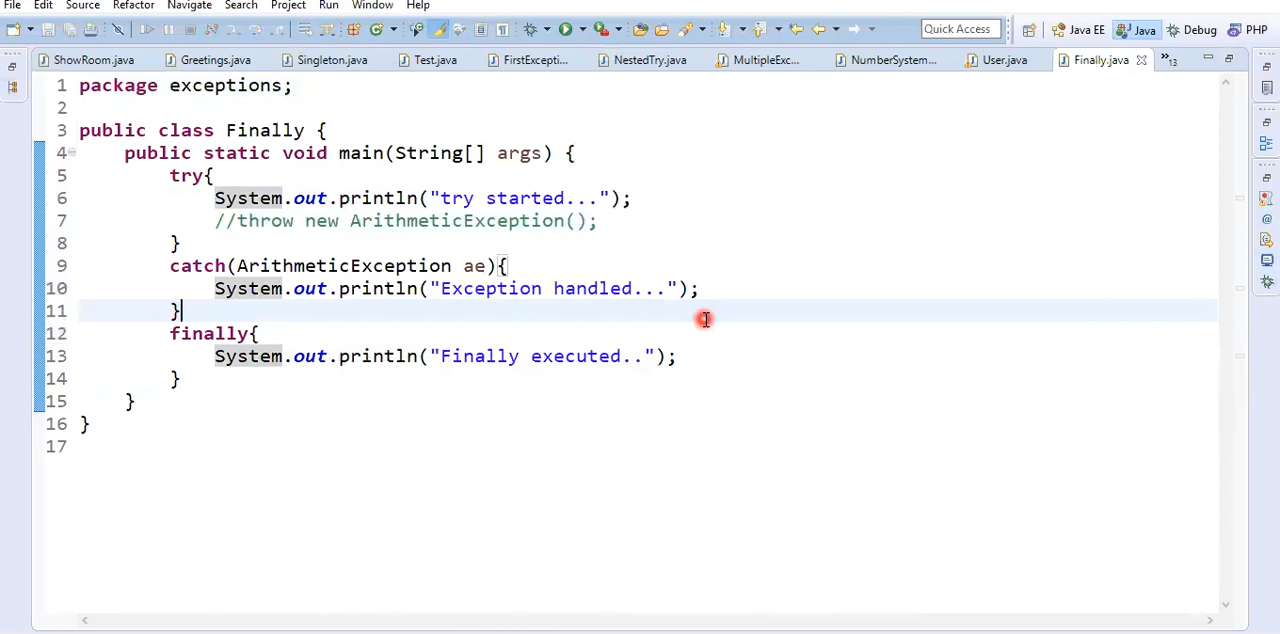 File Edit Source Refactor Navigate Search Project Run Window Help
Quick Access Java EE Java Debug PHP
ShowRoom.java Greetings.java Singleton.java Test.java FirstExcepti... NestedTry.java MultipleExc... NumberSystem... User.java Finally.java »13
1 package exceptions;
2
3 public class Finally {
4 public static void main(String[] args) {
5 try{
6 System.out.println("try started...");
7 //throw new ArithmeticException();
8 }
9 catch(ArithmeticException ae){
10 System.out.println("Exception handled...");
11 }
12 finally{
13 System.out.println("Finally executed..");
14 }
15 }
16 }
17